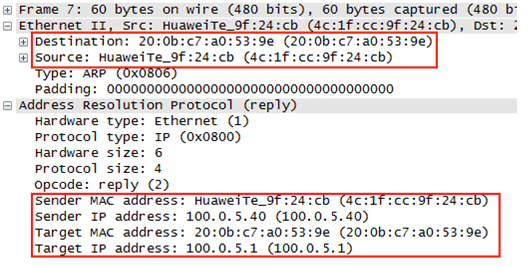 Frame 7: 60 bytes on wire (480 bits), 60 bytes captured (480 bi
Ethernet II, Src: HuaweiTe_9f:24:cb (4c:1f:cc:9f:24:cb), Dst: 2
Destination: 20:0b:c7:a0:53:9e (20:0b:c7:a0:53:9e)
Source: HuaweiTe_9f:24:cb (4c:1f:cc:9f:24:cb)
Type: ARP (0x0806)
Padding: 000000000000000000000000000000000000
Address Resolution Protocol (reply)
Hardware type: Ethernet (1)
Protocol type: IP (0x0800)
Hardware size: 6
Protocol size: 4
Opcode: reply (2)
Sender MAC address: HuaweiTe_9f:24:cb (4c:1f:cc:9f:24:cb)
Sender IP address: 100.0.5.40 (100.0.5.40)
Target MAC address: 20:0b:c7:a0:53:9e (20:0b:c7:a0:53:9e)
Target IP address: 100.0.5.1 (100.0.5.1)